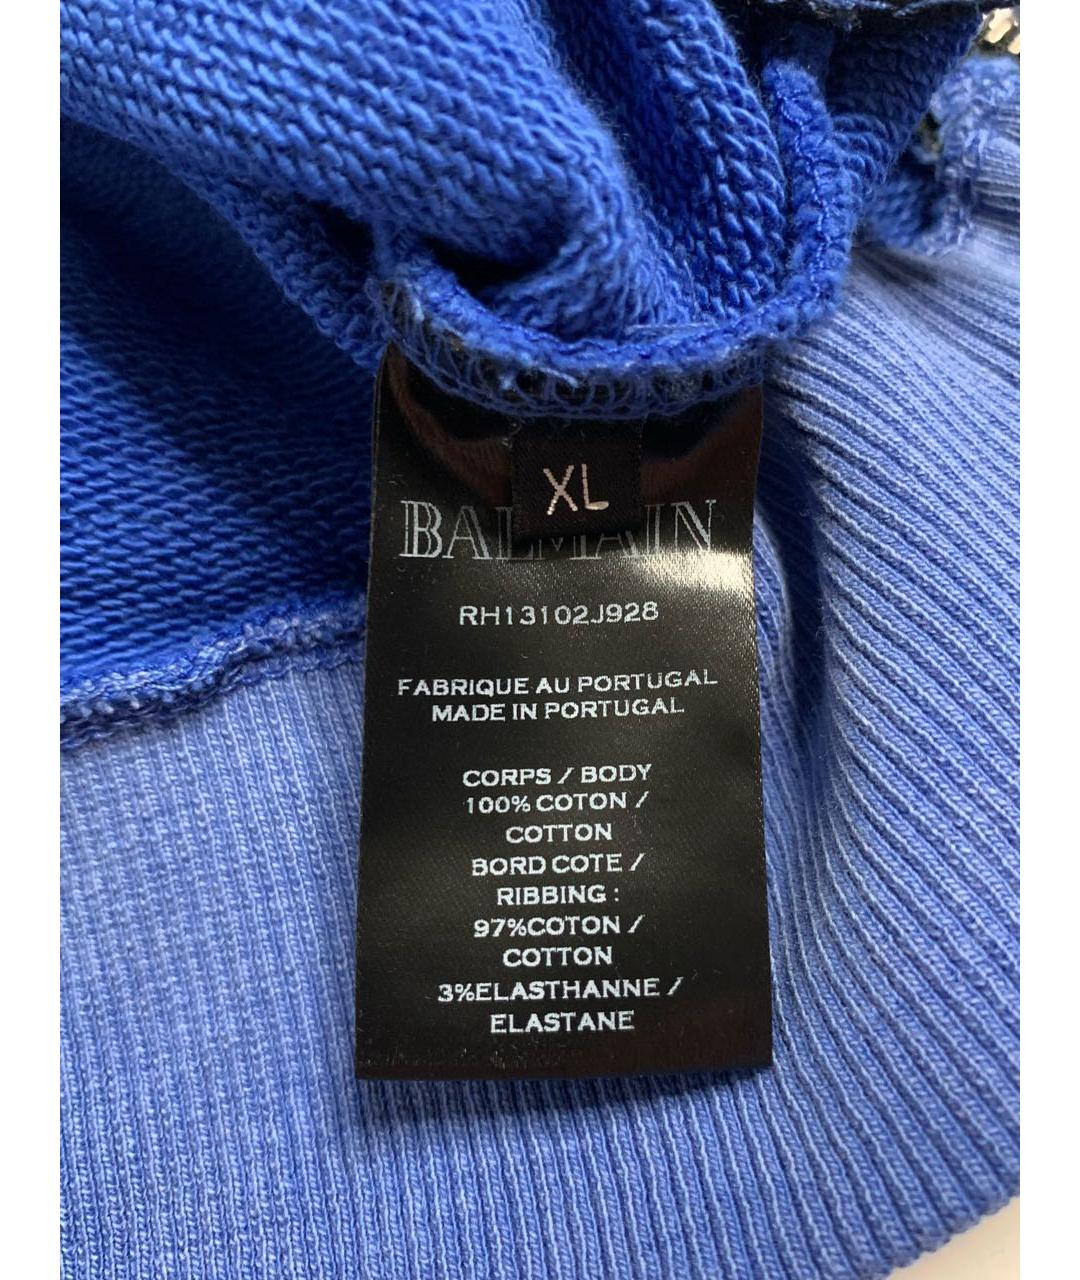 XL
BALMAIN
RH13102J928
FABRIQUE AU PORTUGAL
MADE IN PORTUGAL
CORPS / BODY
100% COTON /
COTTON
BORD COTE /
RIBBING :
97%COTON /
COTTON
3%ELASTHANNE /
ELASTANE